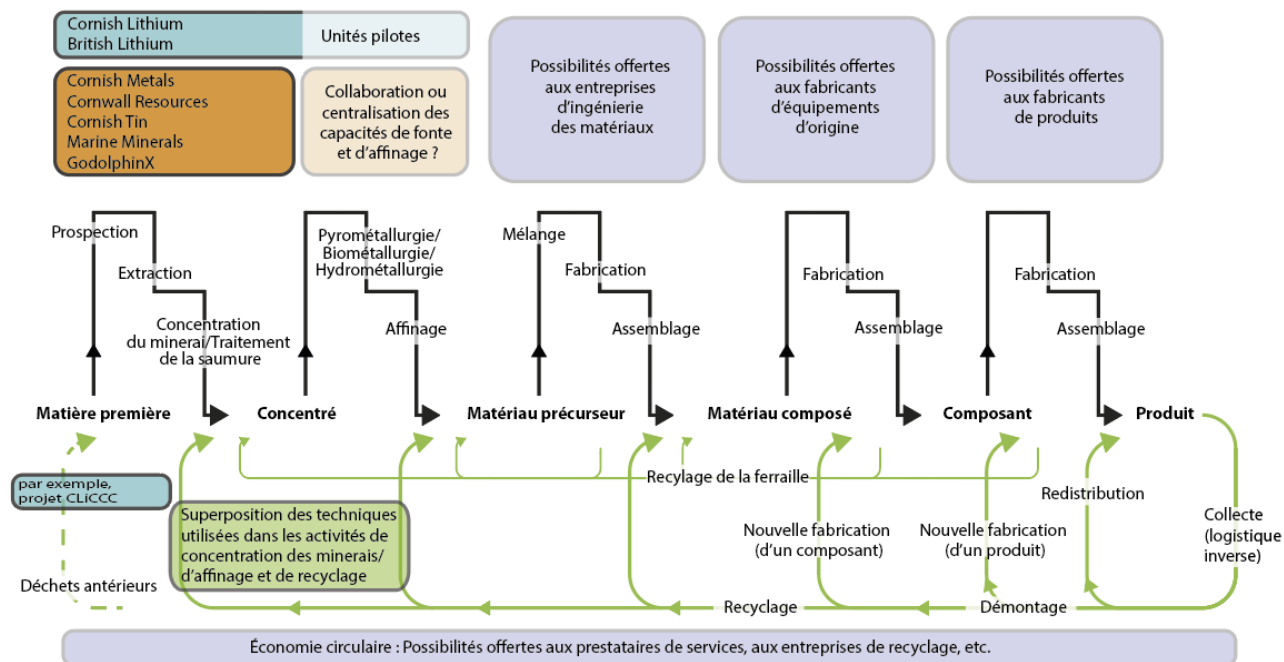 Cornish Lithium
British Lithium
Unités pilotes
Cornish Metals
Cornwall Resources
Cornish Tin
Marine Minerals
GodolphinX
Collaboration ou
centralisation des
capacités de fonte
et d'affinage ?
Possibilités offertes
aux entreprises
d'ingénierie
des matériaux
Possibilités offertes
aux fabricants
d'équipements
d'origine
Possibilités offertes
aux fabricants
de produits
Prospection
Extraction
Concentration
du minerai/Traitement
de la saumure
Pyrométallurgie/
Biométallurgie/
Hydrométallurgie
Affinage
Mélange
Fabrication
Assemblage
Fabrication
Assemblage
Fabrication
Assemblage
Matière première
Concentré
Matériau précurseur
Matériau composé
Composant
Produit
par exemple,
projet CLiCCC
Superposition des techniques
utilisées dans les activités de
concentration des minerais/
d'affinage et de recyclage
Déchets antérieurs
Recylage de la ferraille
Nouvelle fabrication
(d'un composant)
Nouvelle fabrication
(d'un produit)
Redistribution
Collecte
(logistique
inverse)
Recyclage
Démontage
Économie circulaire : Possibilités offertes aux prestataires de services, aux entreprises de recyclage, etc.